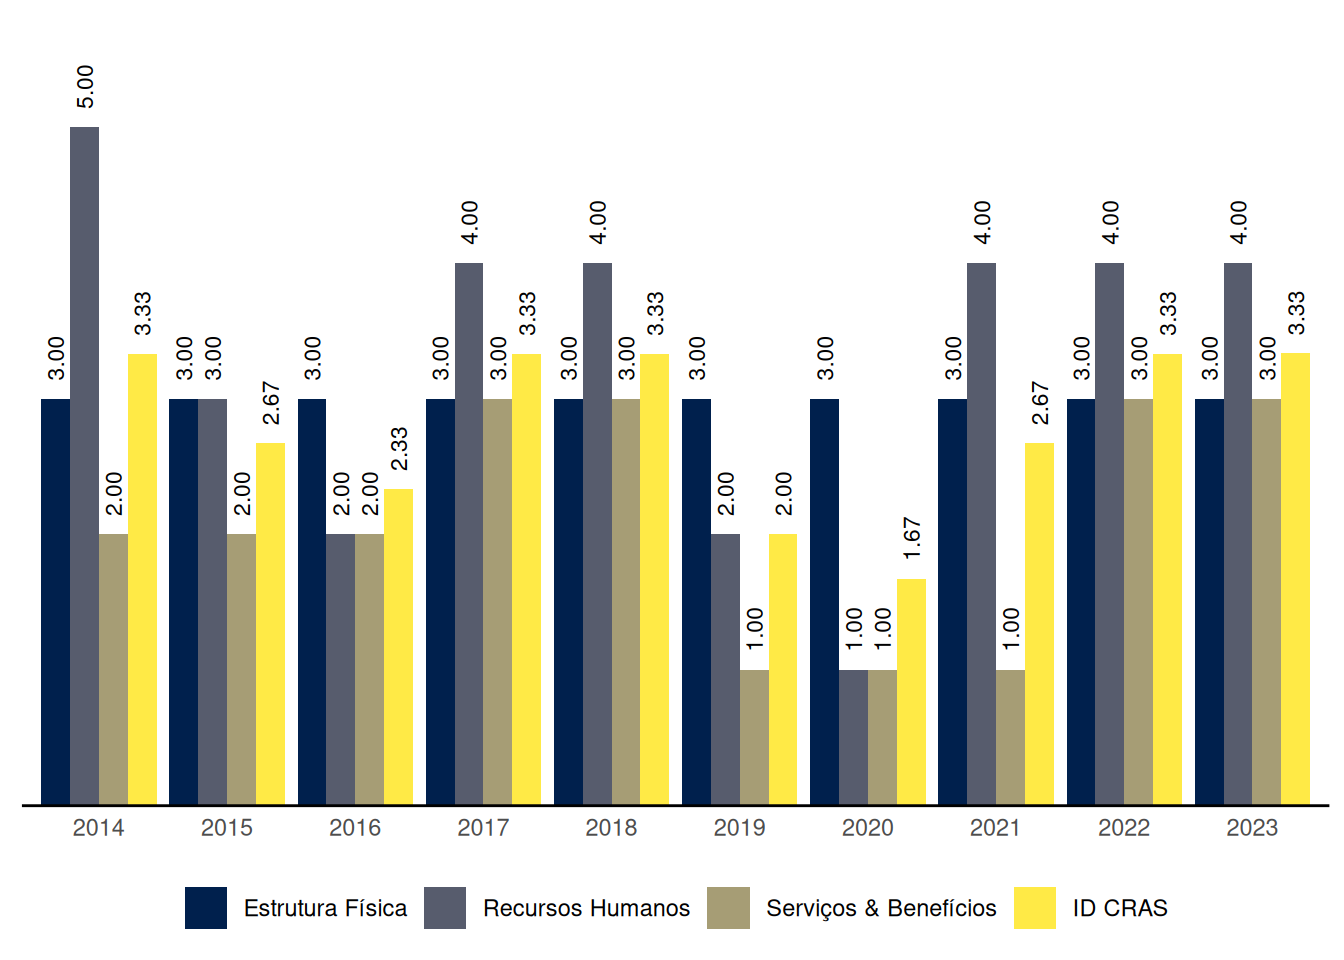 5.00
4.00 4.00 4.00 4.00 4.00
3.33 3.33 3.33 3.33 3.33
3.00 3.00 3.00 3.00 3.00 3.00 3.00 3.00 3.00 3.00 3.00 3.00 3.00 3.00 3.00
2.67 2.67
2.33
2.00 2.00 2.00 2.00 2.00 2.00
1.67
1.00 1.00 1.00 1.00
2014 2015 2016 2017 2018 2019 2020 2021 2022 2023
Estrutura Física Recursos Humanos Serviços & Benefícios ID CRAS